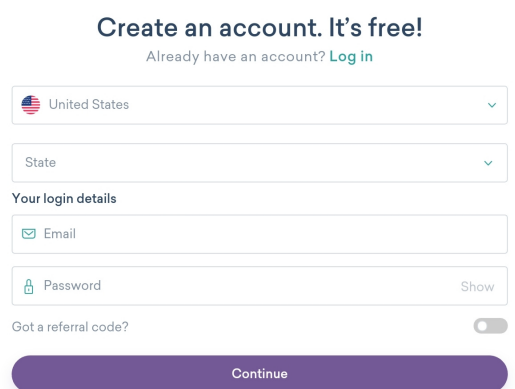 Create an account. It's free!
Already have an account? Log in
United States
State
Your login details
Email
Password Show
Got a referral code?
Continue